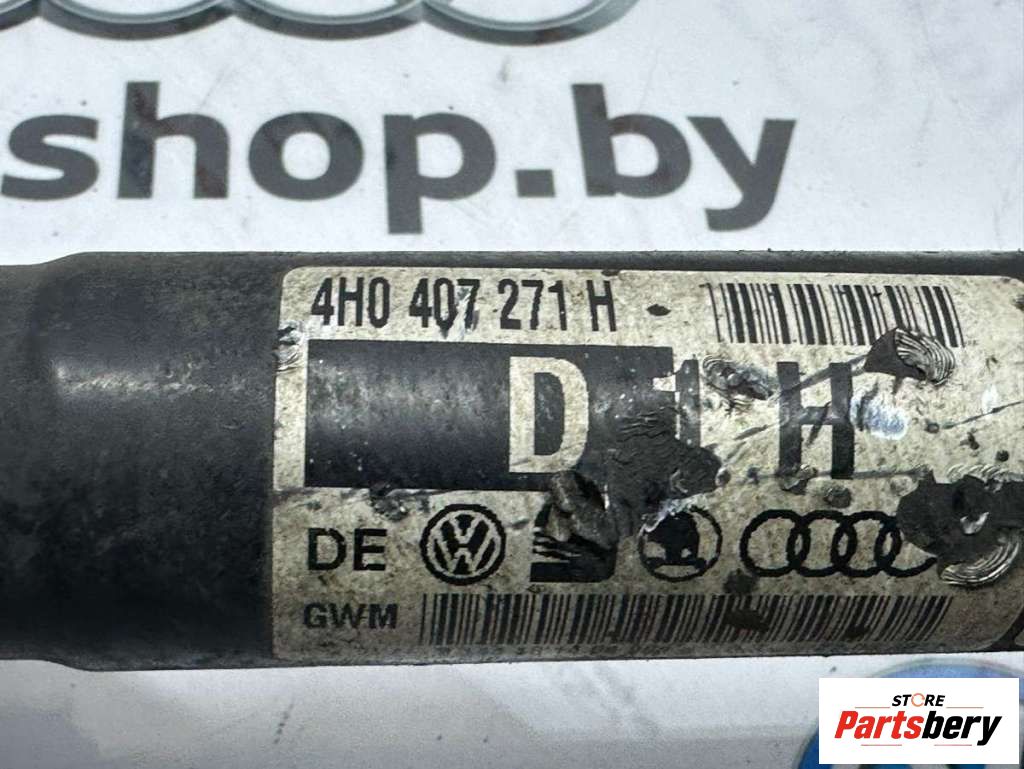 shop.by
4H0 407 271 H
D H
DE
GWM
STORE
Partsbery